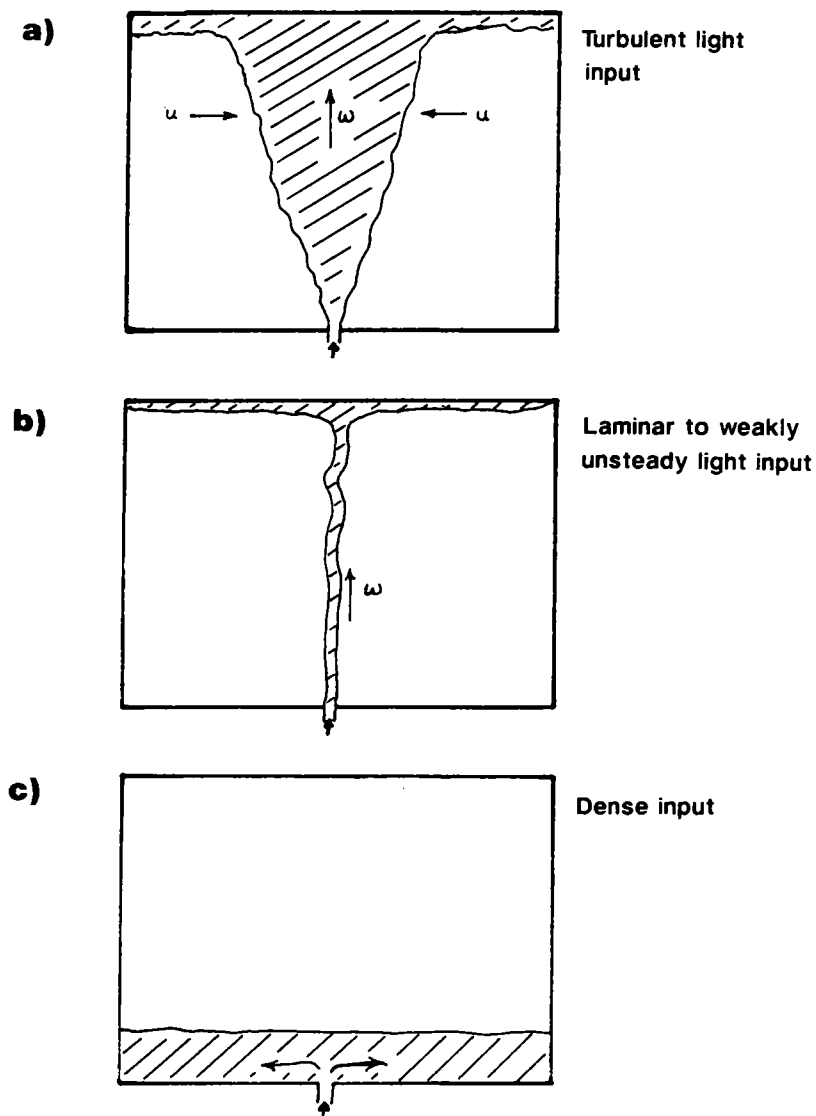 a)
Turbulent light
input
u
ω
u
b)
Laminar to weakly
unsteady light input
ω
c)
Dense input